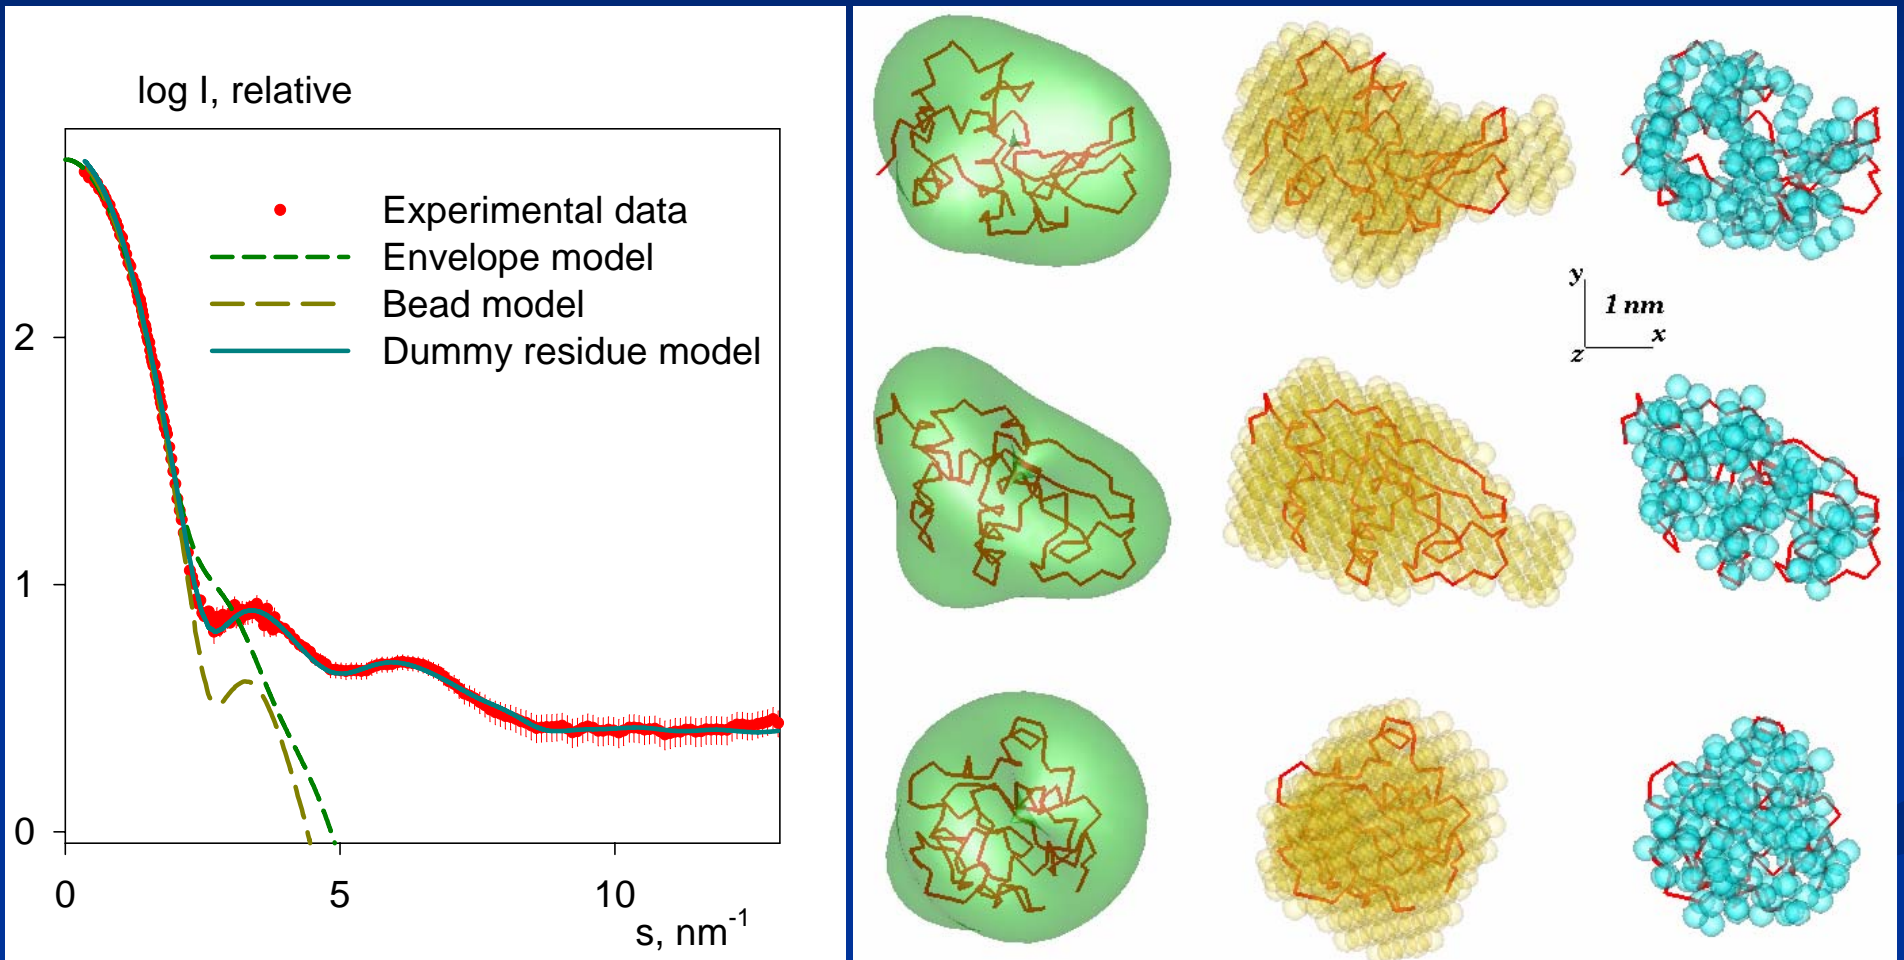 log I, relative
Experimental data
Envelope model
Bead model
Dummy residue model
2
1
0
0 5 10
s, nm⁻¹
y
1 nm
x
z